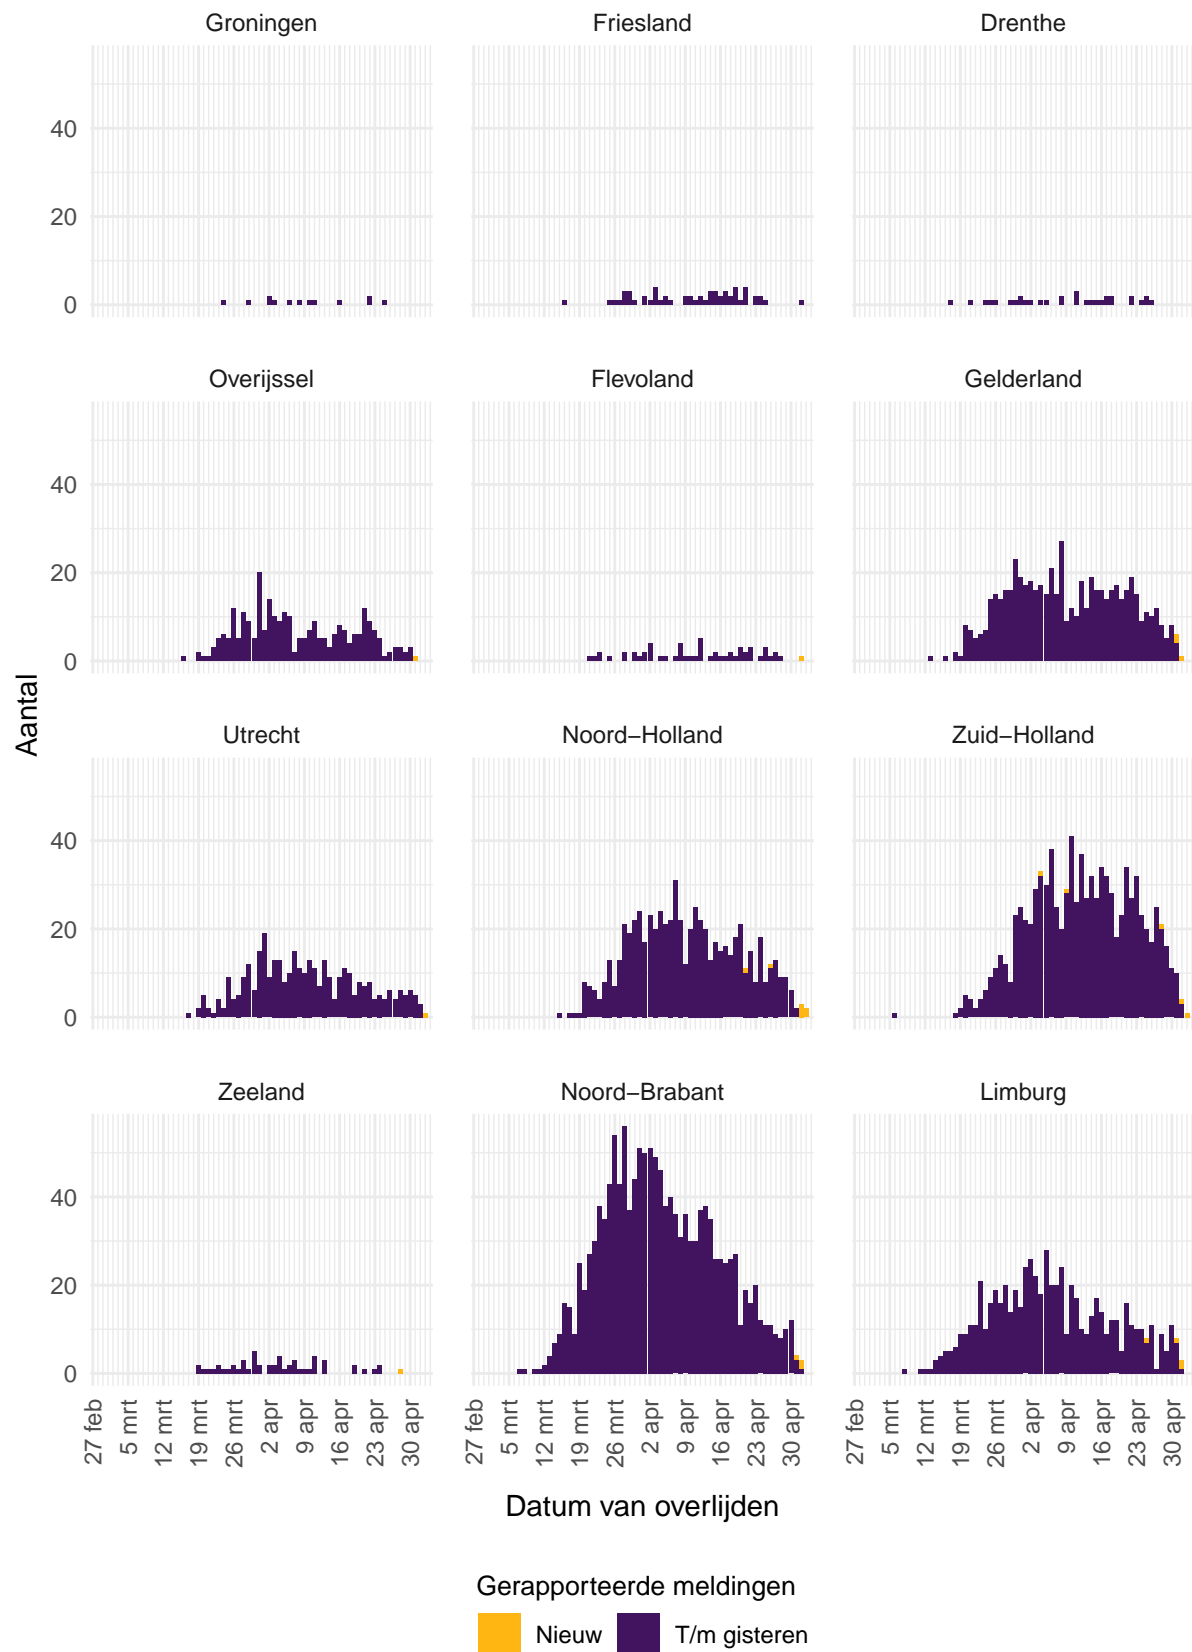 Groningen Friesland Drenthe
40
20
0
Overijssel Flevoland Gelderland
40
20
0
Aantal
Utrecht Noord−Holland Zuid−Holland
40
20
0
Zeeland Noord−Brabant Limburg
40
20
0
27 feb 5 mrt 12 mrt 19 mrt 26 mrt 2 apr 9 apr 16 apr 23 apr 30 apr 27 feb 5 mrt 12 mrt 19 mrt 26 mrt 2 apr 9 apr 16 apr 23 apr 30 apr 27 feb 5 mrt 12 mrt 19 mrt 26 mrt 2 apr 9 apr 16 apr 23 apr 30 apr
Datum van overlijden
Gerapporteerde meldingen
Nieuw T/m gisteren